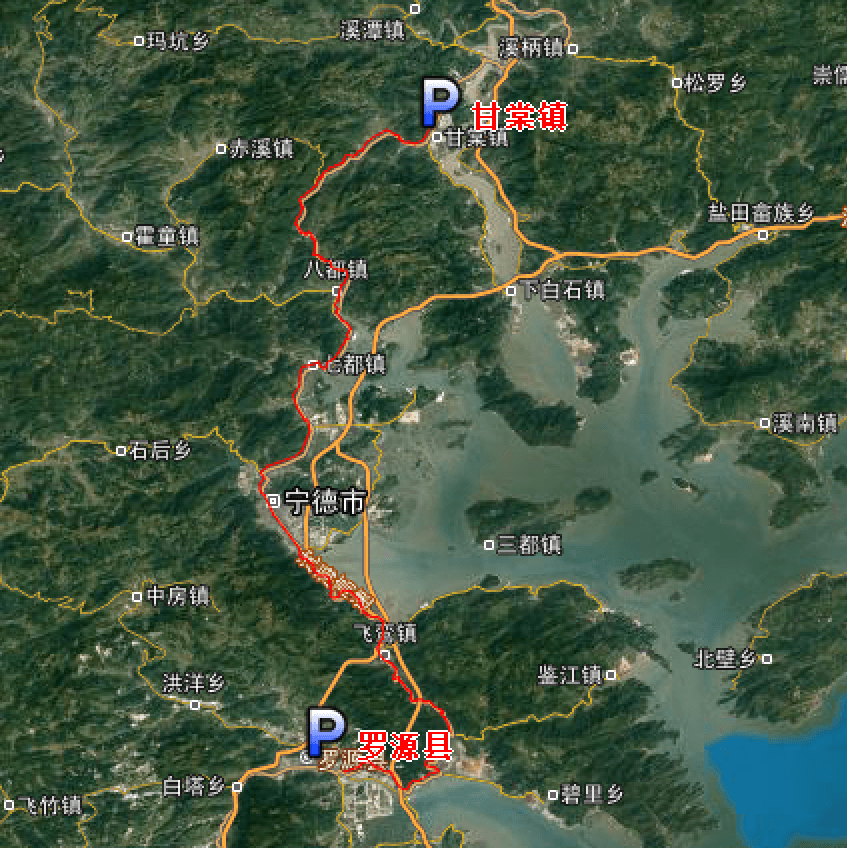 溪潭镇
玛坑乡
溪柄镇
松罗乡
崇儒
P
甘棠镇
甘棠镇
赤溪镇
盐田畲族乡
霍童镇
八都镇
下白石镇
七都镇
溪南镇
石后乡
宁德市
三都镇
中房镇
飞鸾镇
北壁乡
鉴江镇
洪洋乡
P
罗源县
罗源
白塔乡
碧里乡
飞竹镇